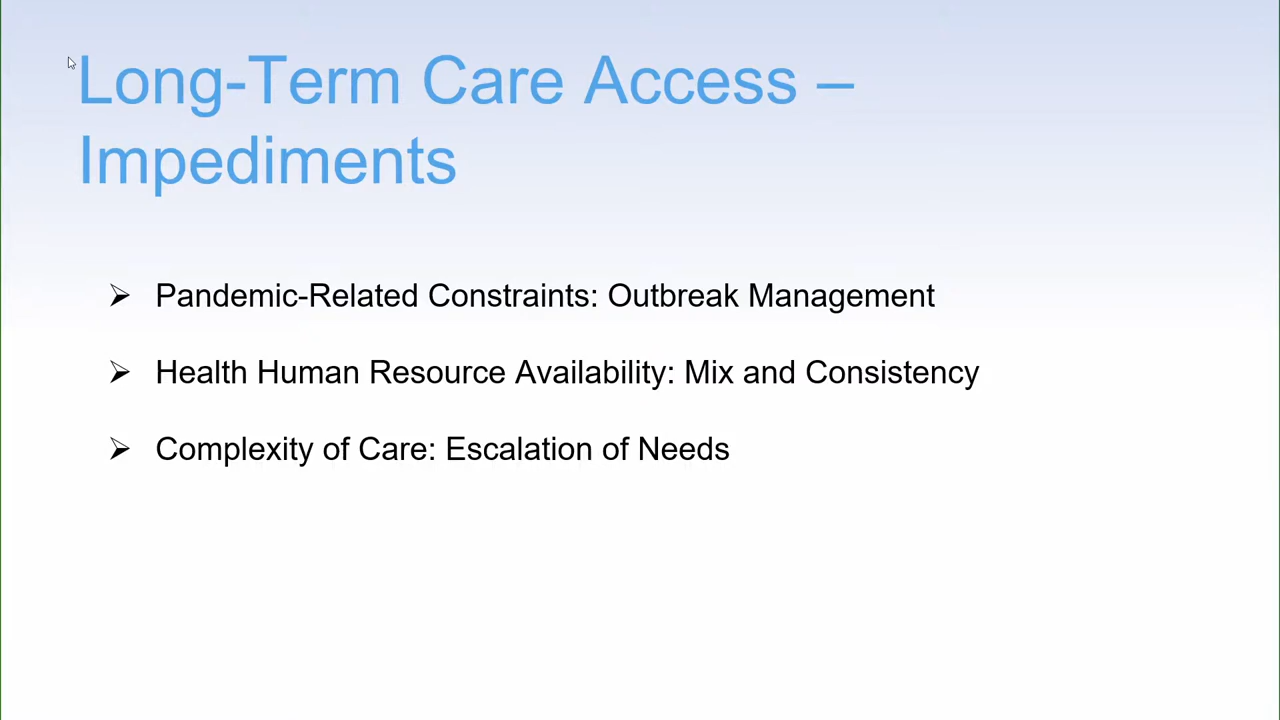 Long-Term Care Access –
Impediments
➢ Pandemic-Related Constraints: Outbreak Management
➢ Health Human Resource Availability: Mix and Consistency
➢ Complexity of Care: Escalation of Needs